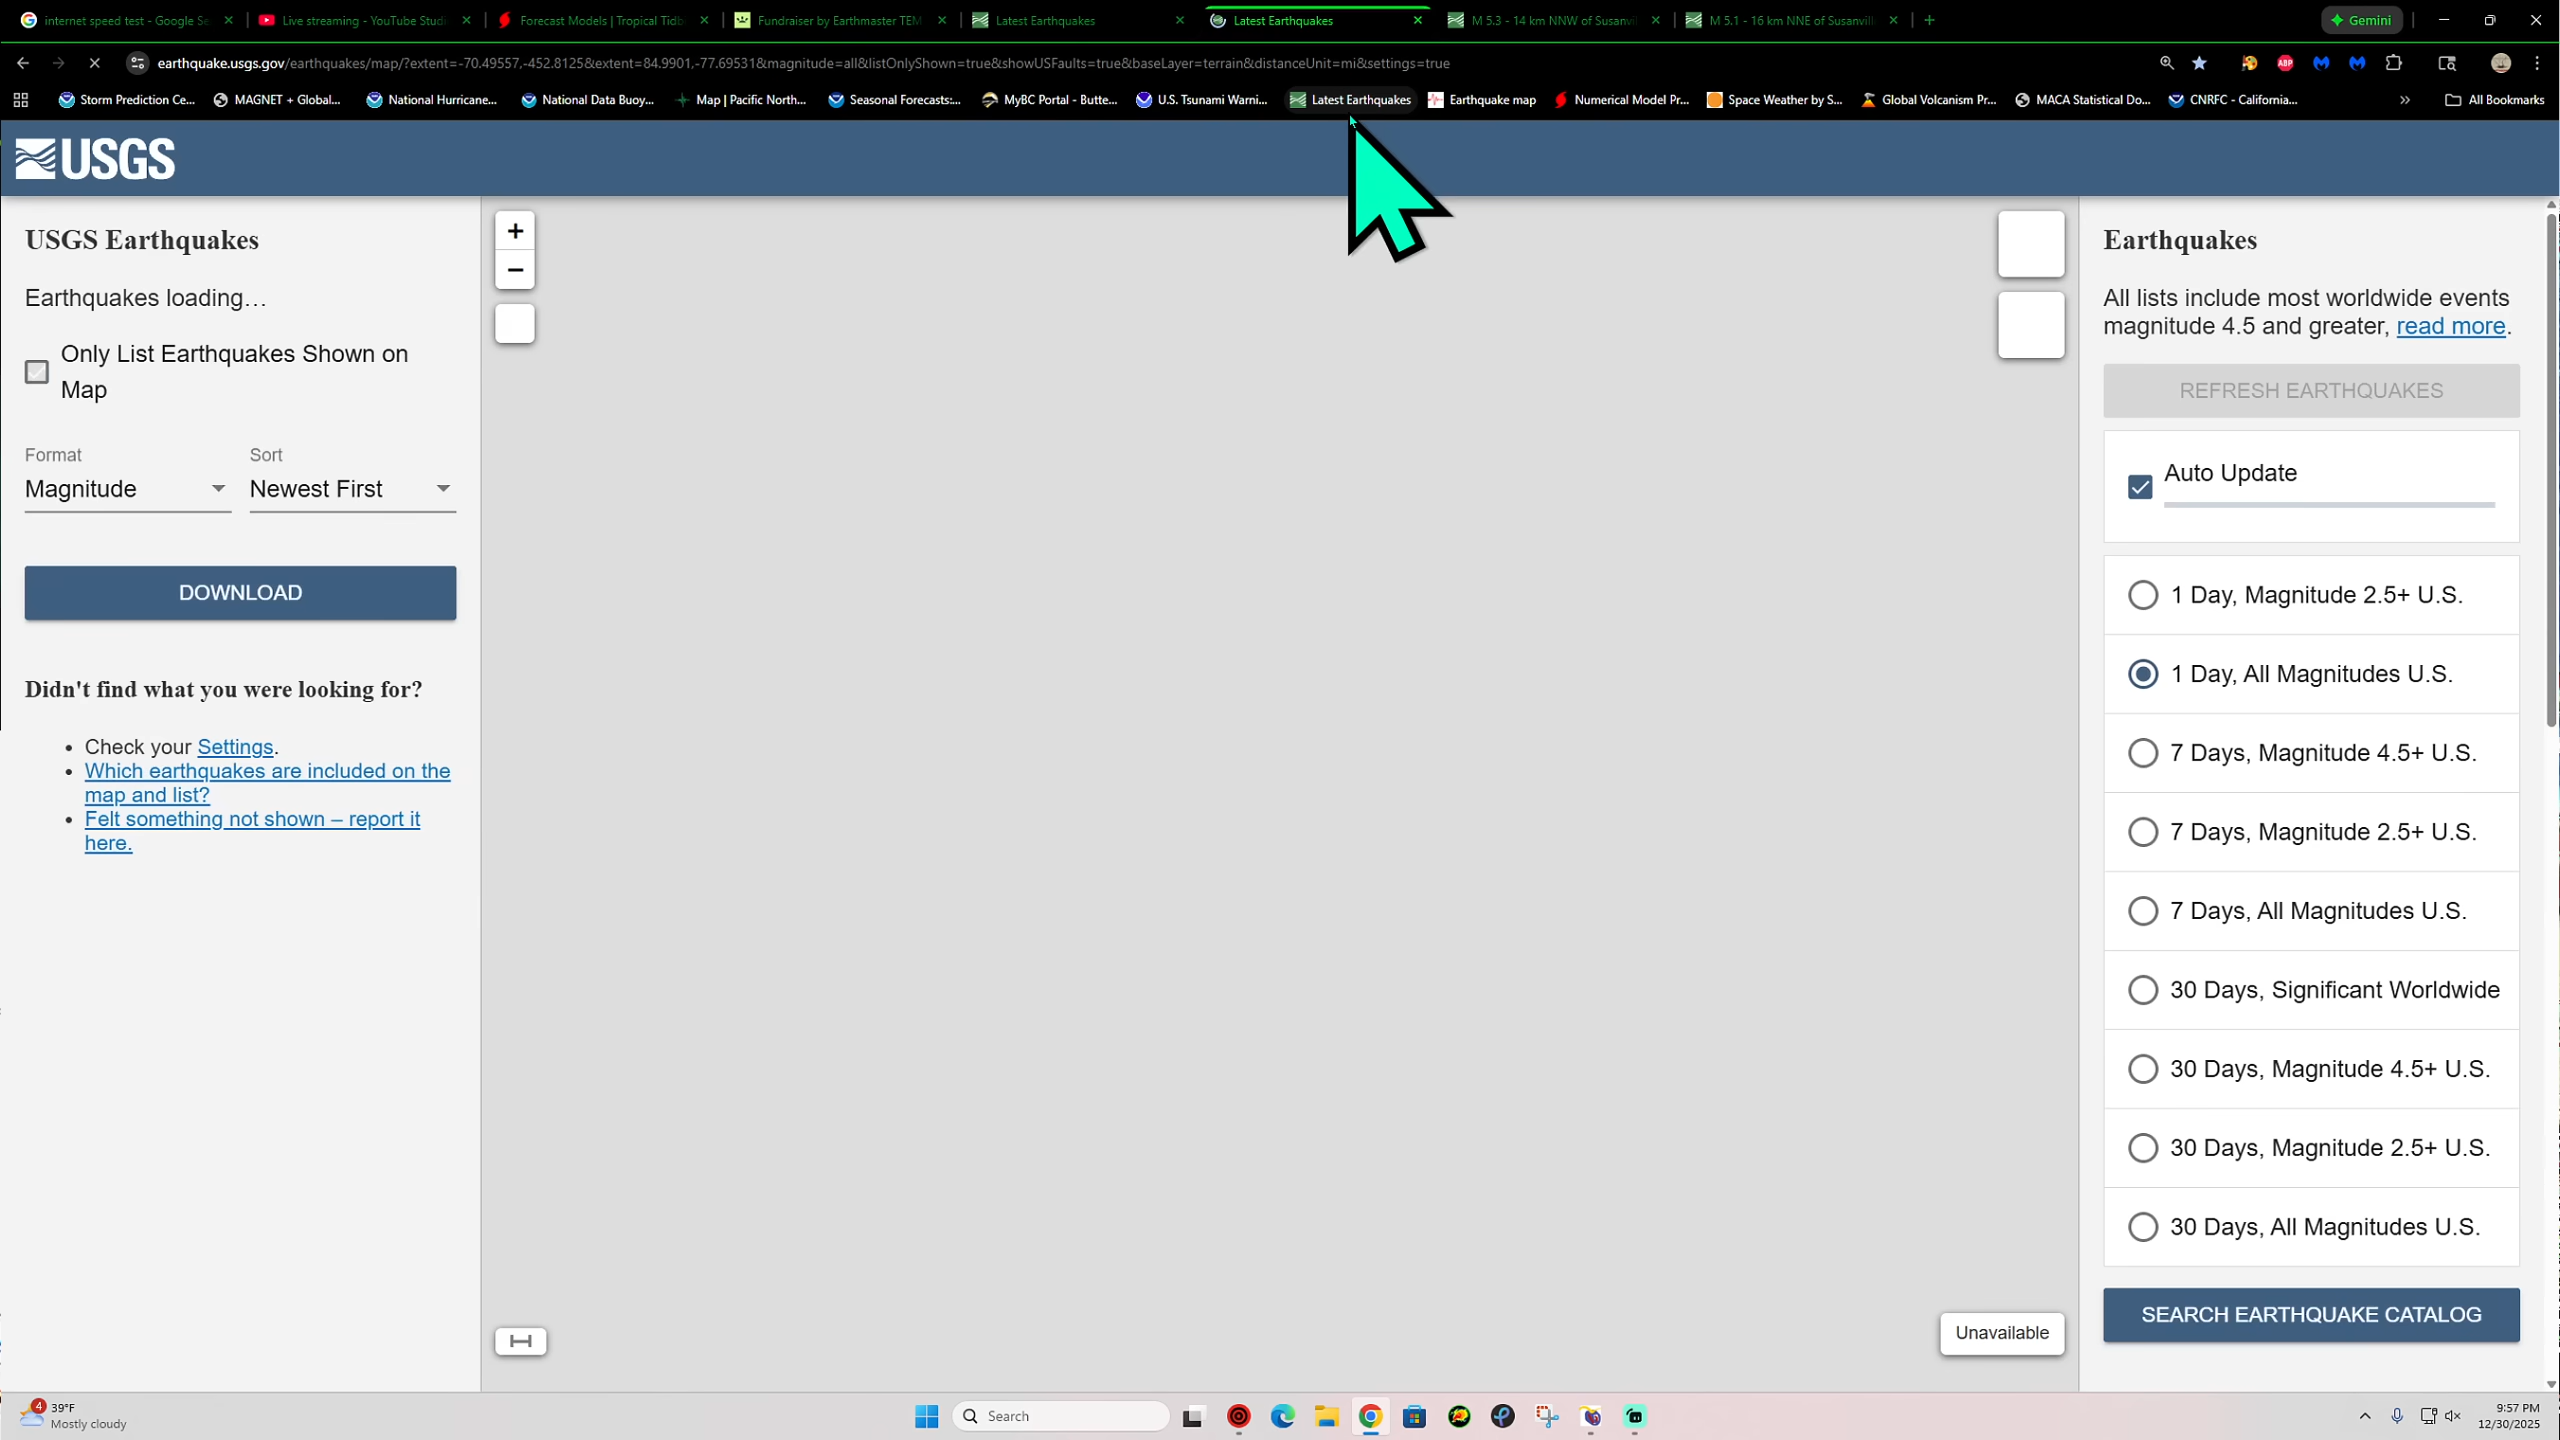 internet speed test - Google Se
Live streaming - YouTube Studi
Forecast Models | Tropical Tidb
Fundraiser by Earthmaster TEM
Latest Earthquakes
Latest Earthquakes
M 5.3 - 14 km NNW of Susanvil
M 5.1 - 16 km NNE of Susanvill
Gemini
earthquake.usgs.gov/earthquakes/map/?extent=-70.49557,-452.8125&extent=84.9901,-77.69531&magnitude=all&listOnlyShown=true&showUSFaults=true&baseLayer=terrain&distanceUnit=mi&settings=true
ABP
Storm Prediction Ce...
MAGNET + Global...
National Hurricane...
National Data Buoy...
Map | Pacific North...
Seasonal Forecasts:...
MyBC Portal - Butte...
U.S. Tsunami Warni...
Latest Earthquakes
Earthquake map
Numerical Model Pr...
Space Weather by S...
Global Volcanism Pr...
MACA Statistical Do...
CNRFC - California...
All Bookmarks
USGS
USGS Earthquakes
Earthquakes loading…
Only List Earthquakes Shown on
Map
Format
Sort
Magnitude
Newest First
DOWNLOAD
Didn't find what you were looking for?
• Check your Settings.
• Which earthquakes are included on the
map and list?
• Felt something not shown – report it
here.
+
−
Unavailable
Earthquakes
All lists include most worldwide events
magnitude 4.5 and greater, read more.
REFRESH EARTHQUAKES
Auto Update
1 Day, Magnitude 2.5+ U.S.
1 Day, All Magnitudes U.S.
7 Days, Magnitude 4.5+ U.S.
7 Days, Magnitude 2.5+ U.S.
7 Days, All Magnitudes U.S.
30 Days, Significant Worldwide
30 Days, Magnitude 4.5+ U.S.
30 Days, Magnitude 2.5+ U.S.
30 Days, All Magnitudes U.S.
SEARCH EARTHQUAKE CATALOG
4
39°F
Mostly cloudy
Search
9:57 PM
12/30/2025